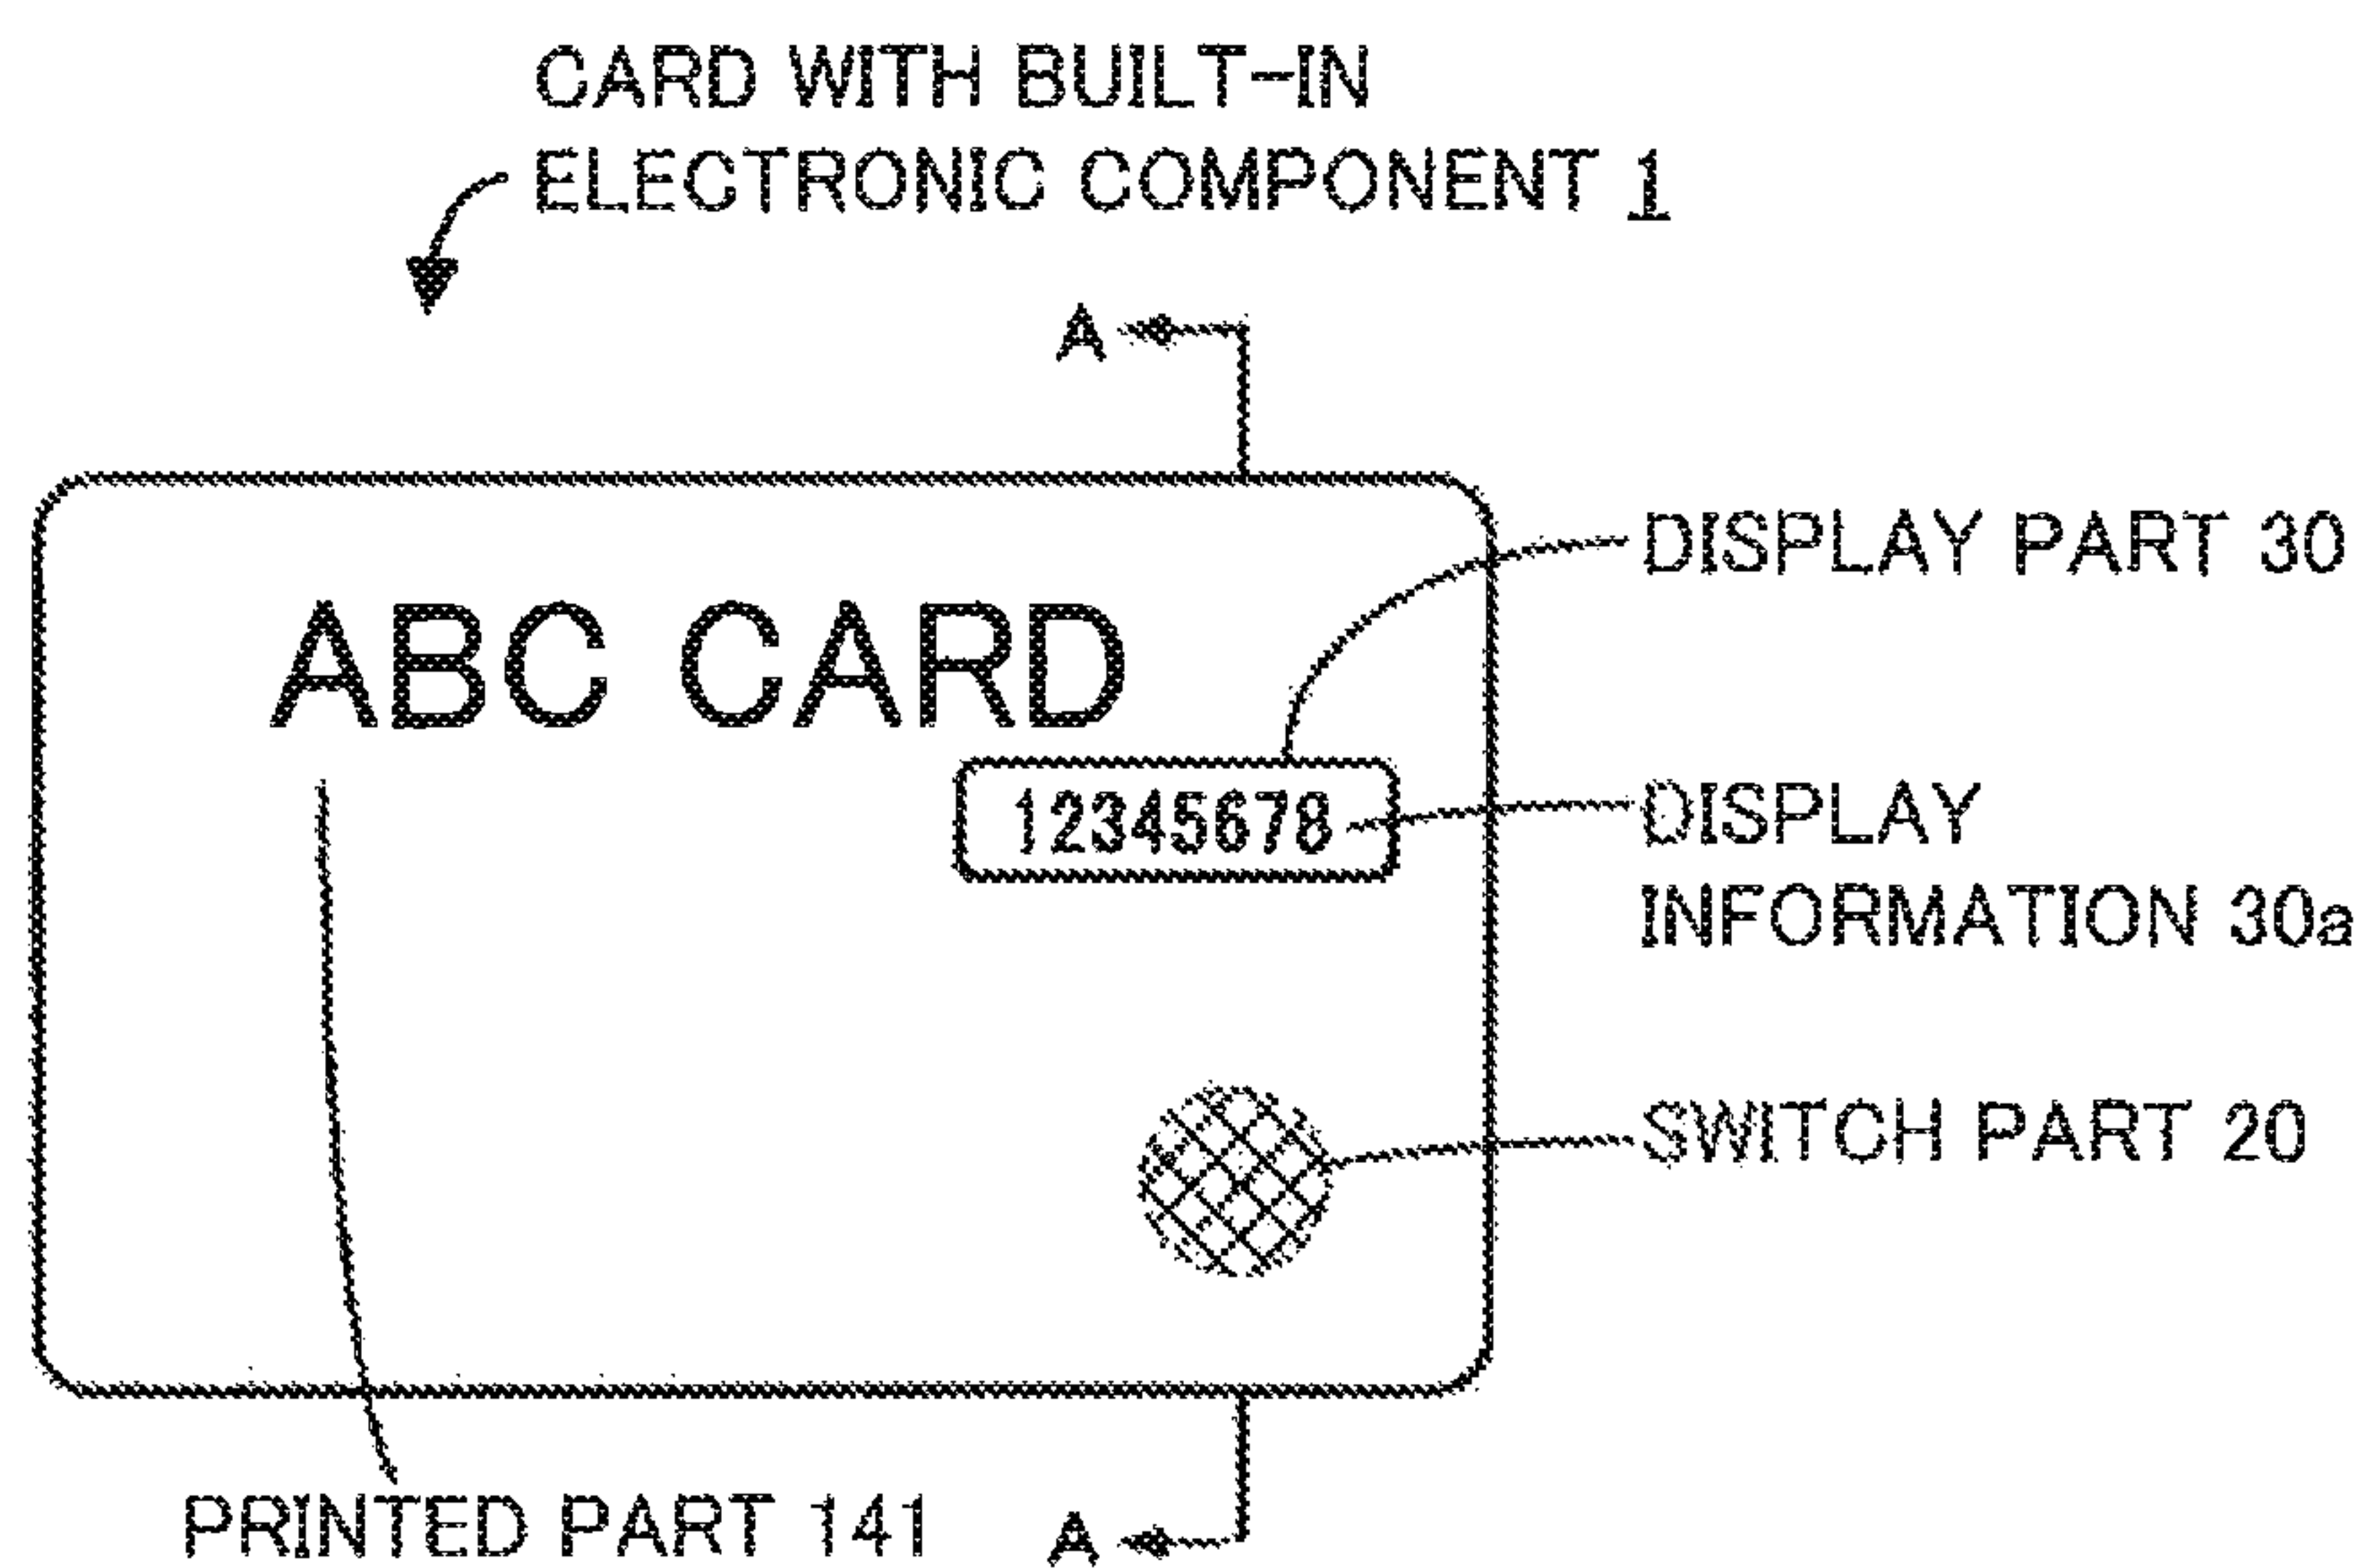 CARD WITH BUILT-IN
ELECTRONIC COMPONENT 1
A
DISPLAY PART 30
ABC CARD
12345678
DISPLAY
INFORMATION 30a
SWITCH PART 20
PRINTED PART 141
A